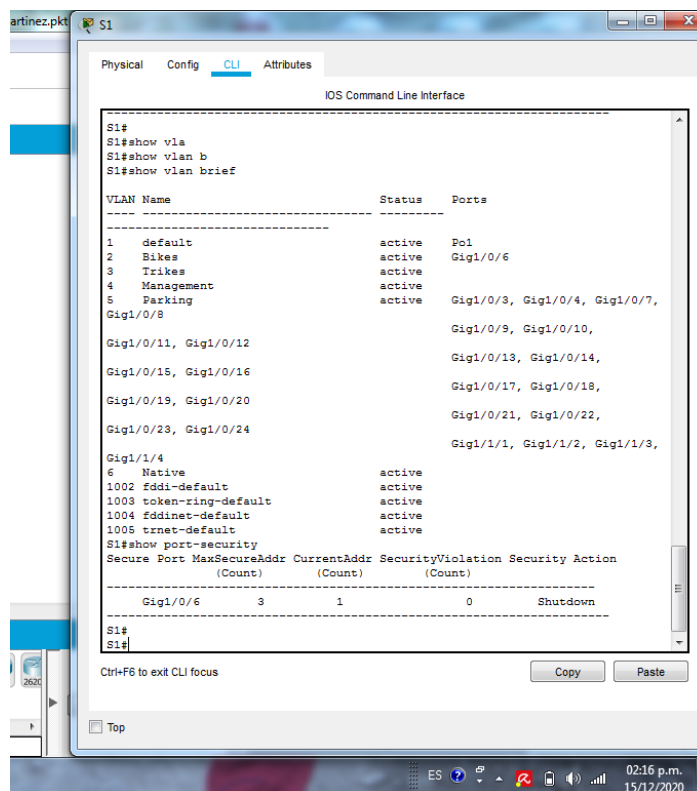 artinez.pkt
S1
Physical Config CLI Attributes
IOS Command Line Interface
S1#
S1#show vla
S1#show vlan b
S1#show vlan brief
VLAN Name Status Ports
---- -------------------------------- ---------
-------------------------------
1 default active Po1
2 Bikes active Gig1/0/6
3 Trikes active
4 Management active
5 Parking active Gig1/0/3, Gig1/0/4, Gig1/0/7,
Gig1/0/8
Gig1/0/9, Gig1/0/10,
Gig1/0/11, Gig1/0/12
Gig1/0/13, Gig1/0/14,
Gig1/0/15, Gig1/0/16
Gig1/0/17, Gig1/0/18,
Gig1/0/19, Gig1/0/20
Gig1/0/21, Gig1/0/22,
Gig1/0/23, Gig1/0/24
Gig1/1/1, Gig1/1/2, Gig1/1/3,
Gig1/1/4
6 Native active
1002 fddi-default active
1003 token-ring-default active
1004 fddinet-default active
1005 trnet-default active
S1#show port-security
Secure Port MaxSecureAddr CurrentAddr SecurityViolation Security Action
(Count) (Count) (Count)
--------------------------------------------------------------------
Gig1/0/6 3 1 0 Shutdown
----------------------------------------------------------------------
S1#
S1#
Ctrl+F6 to exit CLI focus
Copy Paste
2620
Top
ES
02:16 p.m.
15/12/2020